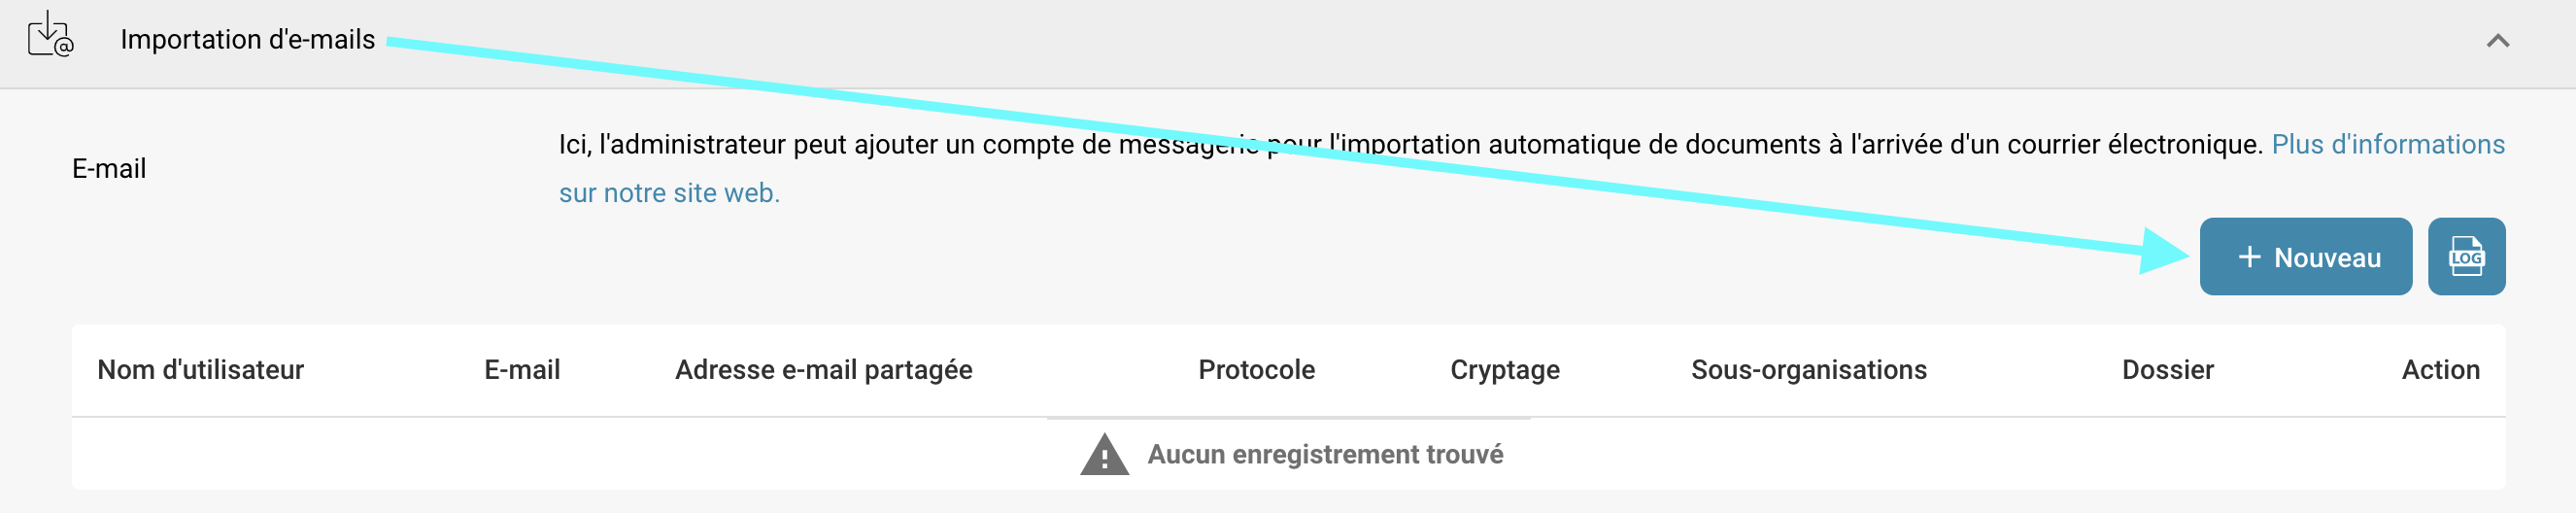 Importation d'e-mails
E-mail
Ici, l'administrateur peut ajouter un compte de messagerie pour l'importation automatique de documents à l'arrivée d'un courrier électronique. Plus d'informations
sur notre site web.
+ Nouveau
LOG
Nom d'utilisateur E-mail Adresse e-mail partagée Protocole Cryptage Sous-organisations Dossier Action
Aucun enregistrement trouvé